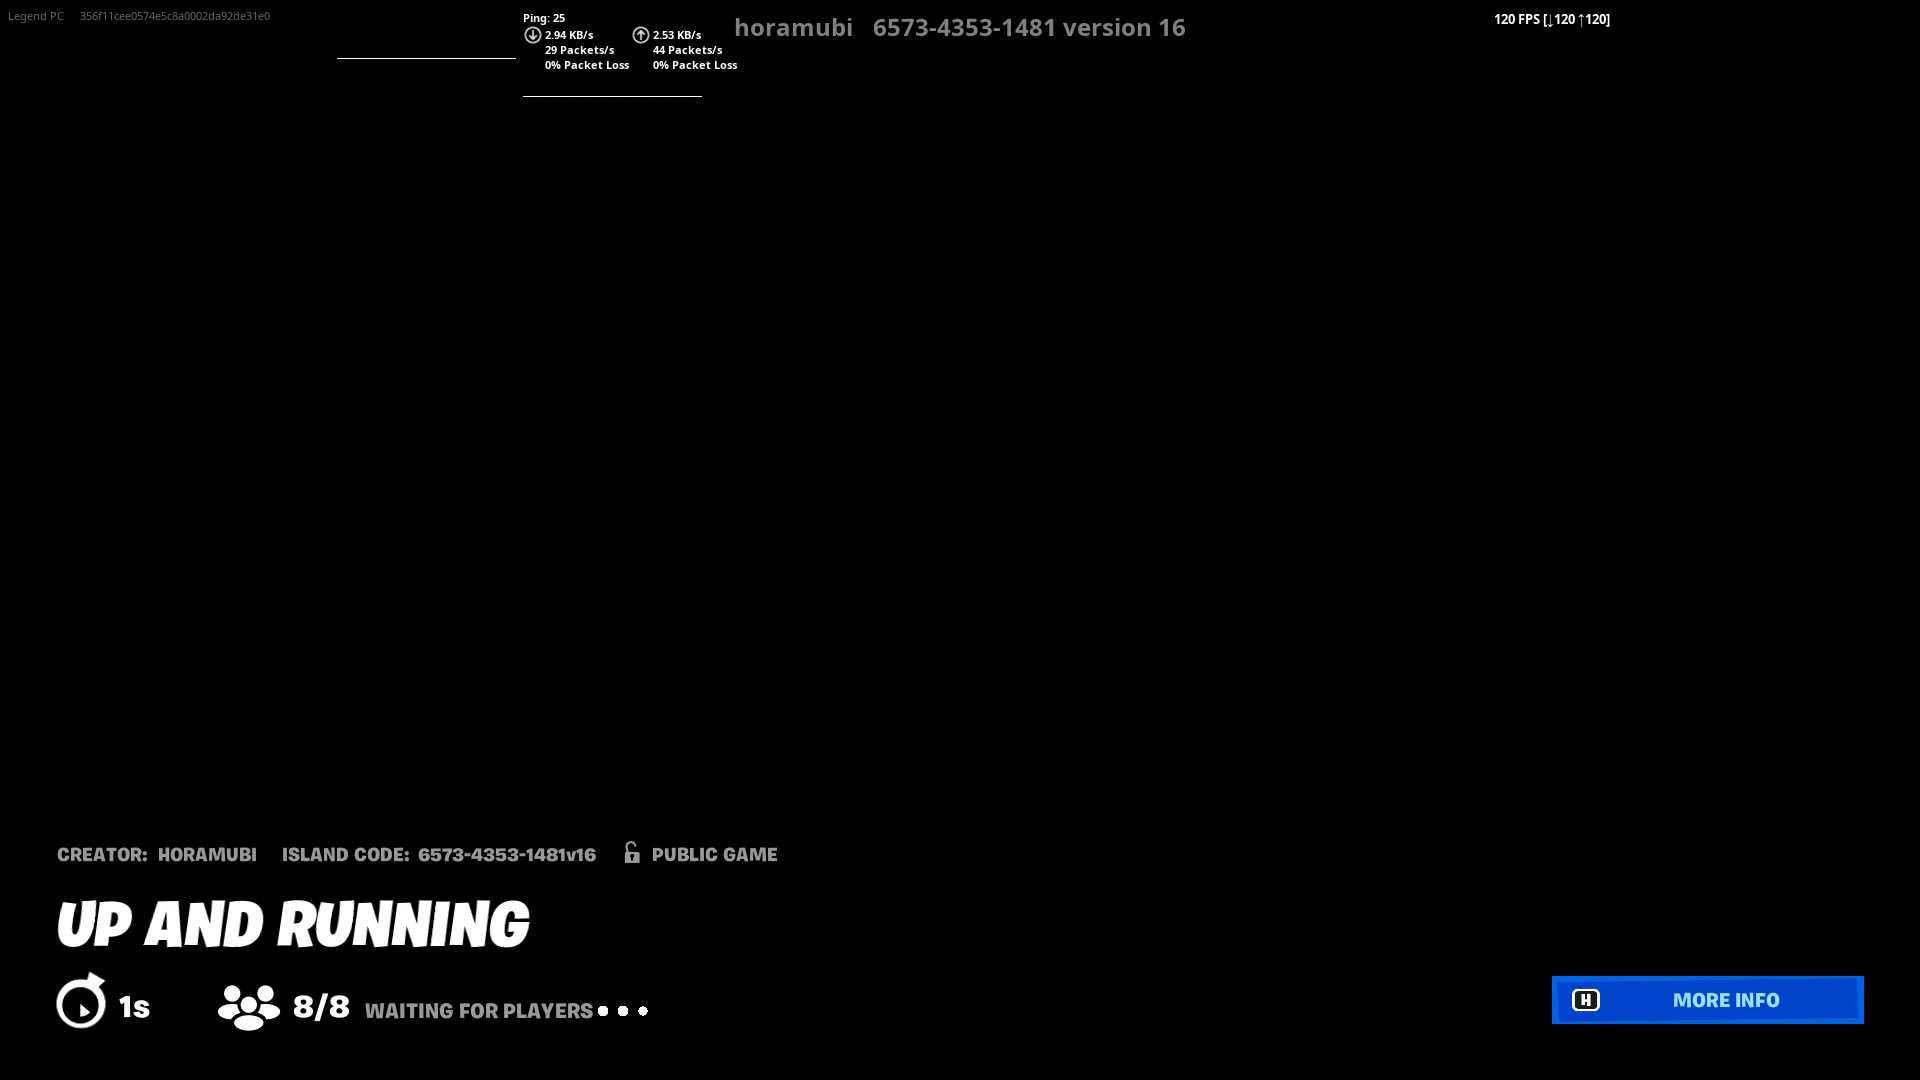 Legend PC 356f11cee0574e5c8a0002da92de31e0
Ping: 25
2.94 KB/s 2.53 KB/s
29 Packets/s 44 Packets/s
0% Packet Loss 0% Packet Loss
horamubi 6573-4353-1481 version 16
120 FPS [↓120 ↑120]
CREATOR: HORAMUBI ISLAND CODE: 6573-4353-1481v16 PUBLIC GAME
UP AND RUNNING
1s 8/8 WAITING FOR PLAYERS...
H MORE INFO